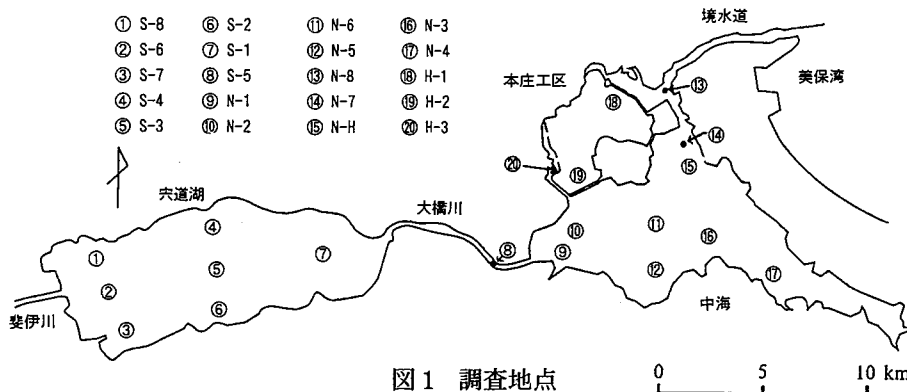 ① S-8 ⑥ S-2 ⑪ N-6 ⑯ N-3
② S-6 ⑦ S-1 ⑫ N-5 ⑰ N-4
③ S-7 ⑧ S-5 ⑬ N-8 ⑱ H-1
④ S-4 ⑨ N-1 ⑭ N-7 ⑲ H-2
⑤ S-3 ⑩ N-2 ⑮ N-H ⑳ H-3
境水道
美保湾
本庄工区
⑬
⑱
⑭
⑮
⑳
⑲
宍道湖
大橋川
④
⑧
⑩
⑪
⑯
①
⑦
⑨
⑤
⑫
⑰
②
斐伊川
③
⑥
中海
図1 調査地点
0 5 10 km